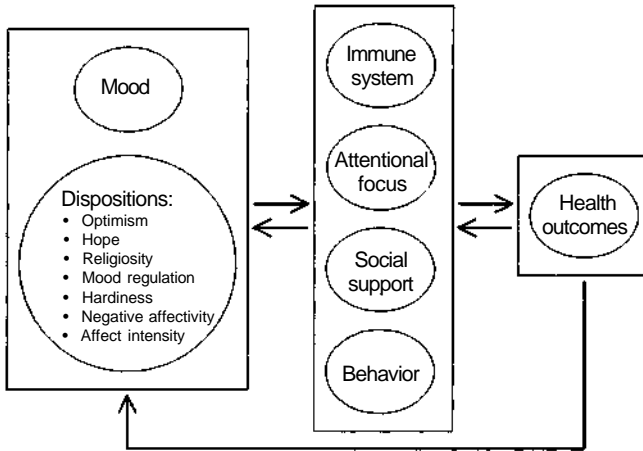 Mood
Dispositions:
• Optimism
• Hope
• Religiosity
• Mood regulation
• Hardiness
• Negative affectivity
• Affect intensity
Immune
system
Attentional
focus
Social
support
Behavior
Health
outcomes